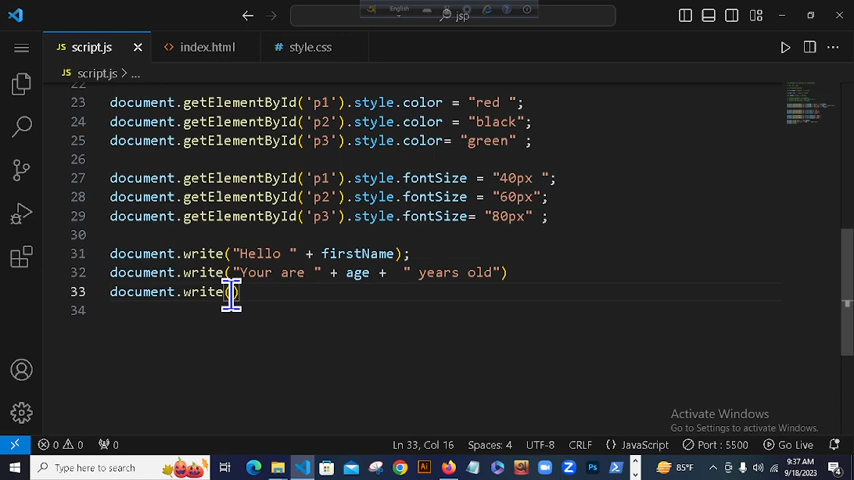 English
jsp
script.js
index.html
style.css
script.js > ...
22
23 document.getElementById('p1').style.color = "red ";
24 document.getElementById('p2').style.color = "black";
25 document.getElementById('p3').style.color= "green" ;
26
27 document.getElementById('p1').style.fontSize = "40px ";
28 document.getElementById('p2').style.fontSize = "60px";
29 document.getElementById('p3').style.fontSize= "80px" ;
30
31 document.write("Hello " + firstName);
32 document.write("Your are " + age +  " years old")
33 document.write()
34
Activate Windows
Go to Settings to activate Windows.
0 0 0 Ln 33, Col 16 Spaces: 4 UTF-8 CRLF {} JavaScript Port : 5500 Go Live
Type here to search
85°F
9:37 AM
9/18/2023